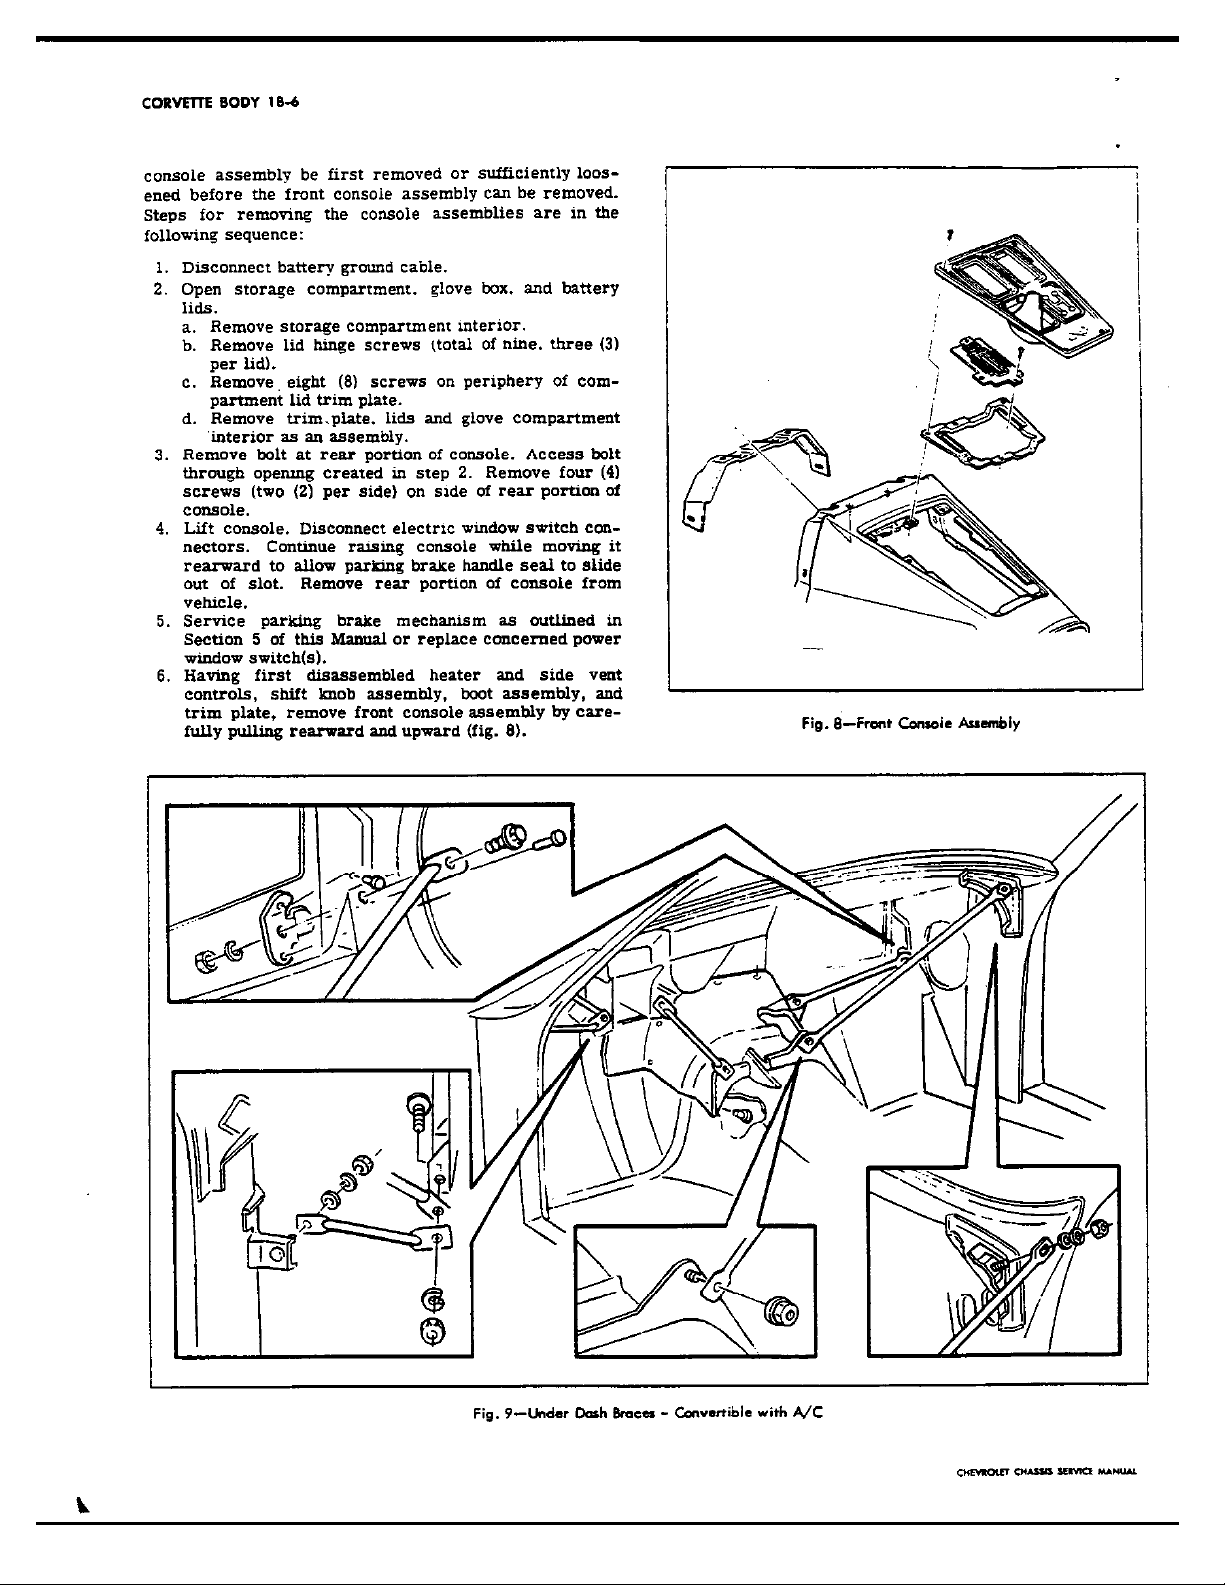 CORVETTE BODY 1B-6
console assembly be first removed or sufficiently loos-
ened before the front console assembly can be removed.
Steps for removing the console assemblies are in the
following sequence:
1. Disconnect battery ground cable.
2. Open storage compartment, glove box, and battery
lids.
a. Remove storage compartment interior.
b. Remove lid hinge screws (total of nine, three (3)
per lid).
c. Remove eight (8) screws on periphery of com-
partment lid trim plate.
d. Remove trim plate, lids and glove compartment
interior as an assembly.
3. Remove bolt at rear portion of console. Access bolt
through opening created in step 2. Remove four (4)
screws (two (2) per side) on side of rear portion of
console.
4. Lift console. Disconnect electric window switch con-
nectors. Continue raising console while moving it
rearward to allow parking brake handle seal to slide
out of slot. Remove rear portion of console from
vehicle.
5. Service parking brake mechanism as outlined in
Section 5 of this Manual or replace concerned power
window switch(s).
6. Having first disassembled heater and side vent
controls, shift knob assembly, boot assembly, and
trim plate, remove front console assembly by care-
fully pulling rearward and upward (fig. 8).
Fig. 8—Front Console Assembly
Fig. 9—Under Dash Braces - Convertible with A/C
CHEVROLET CHASSIS SERVICE MANUAL